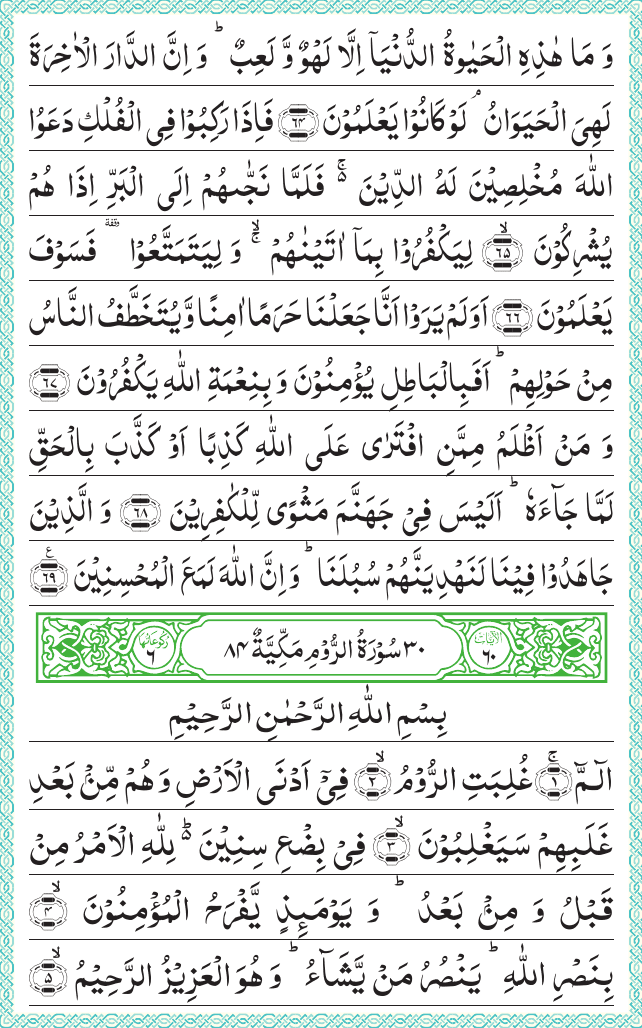 وَ مَا هٰذِهِ الْحَیٰوةُ الدُّنْیَاۤ اِلَّا لَهْوٌ وَّ لَعِبٌ ؕ وَ اِنَّ الدَّارَ الْاٰخِرَةَ
لَهِیَ الْحَیَوَانُ ۘ لَوْ كَانُوْا یَعْلَمُوْنَ ﴿۶۴﴾ فَاِذَا رَكِبُوْا فِی الْفُلْكِ دَعَوُا
اللّٰهَ مُخْلِصِیْنَ لَهُ الدِّیْنَ ۚ۬ فَلَمَّا نَجّٰىهُمْ اِلَى الْبَرِّ اِذَا هُمْ
یُشْرِكُوْنَ ﴿ۙ۶۵﴾ لِیَكْفُرُوْا بِمَاۤ اٰتَیْنٰهُمْ ۚۙ وَ لِیَتَمَتَّعُوْا ٝ فَسَوْفَ
یَعْلَمُوْنَ ﴿۶۶﴾ اَوَ لَمْ یَرَوْا اَنَّا جَعَلْنَا حَرَمًا اٰمِنًا وَّ یُتَخَطَّفُ النَّاسُ
مِنْ حَوْلِهِمْ ؕ اَفَبِالْبَاطِلِ یُؤْمِنُوْنَ وَ بِنِعْمَةِ اللّٰهِ یَكْفُرُوْنَ ﴿۶۷﴾
وَ مَنْ اَظْلَمُ مِمَّنِ افْتَرٰى عَلَى اللّٰهِ كَذِبًا اَوْ كَذَّبَ بِالْحَقِّ
لَمَّا جَآءَهٗ ؕ اَلَیْسَ فِیْ جَهَنَّمَ مَثْوًى لِّلْكٰفِرِیْنَ ﴿۶۸﴾ وَ الَّذِیْنَ
جَاهَدُوْا فِیْنَا لَنَهْدِیَنَّهُمْ سُبُلَنَا ؕ وَ اِنَّ اللّٰهَ لَمَعَ الْمُحْسِنِیْنَ ﴿۶۹﴾ ع
اٰیَاتُهَا ۶۰ ۳۰ سُوْرَةُ الرُّوْمِ مَكِّیَّةٌ ۸۴ رُكُوْعَاتُهَا ۶
بِسْمِ اللّٰهِ الرَّحْمٰنِ الرَّحِیْمِ
الٓمّٓ ﴿ۚ۱﴾ غُلِبَتِ الرُّوْمُ ﴿ۙ۲﴾ فِیْۤ اَدْنَى الْاَرْضِ وَ هُمْ مِّنْۢ بَعْدِ
غَلَبِهِمْ سَیَغْلِبُوْنَ ﴿ۙ۳﴾ فِیْ بِضْعِ سِنِیْنَ ؕ۬ لِلّٰهِ الْاَمْرُ مِنْ
قَبْلُ وَ مِنْۢ بَعْدُ ؕ وَ یَوْمَىِٕذٍ یَّفْرَحُ الْمُؤْمِنُوْنَ ﴿ۙ۴﴾
بِنَصْرِ اللّٰهِ ؕ یَنْصُرُ مَنْ یَّشَآءُ ؕ وَ هُوَ الْعَزِیْزُ الرَّحِیْمُ ﴿ۙ۵﴾